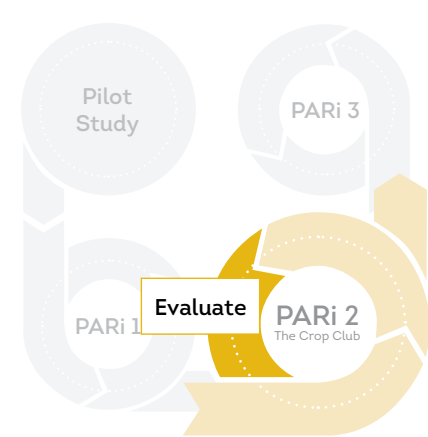 Pilot
Study
PARi 3
PARi 1
Evaluate
PARi 2
The Crop Club